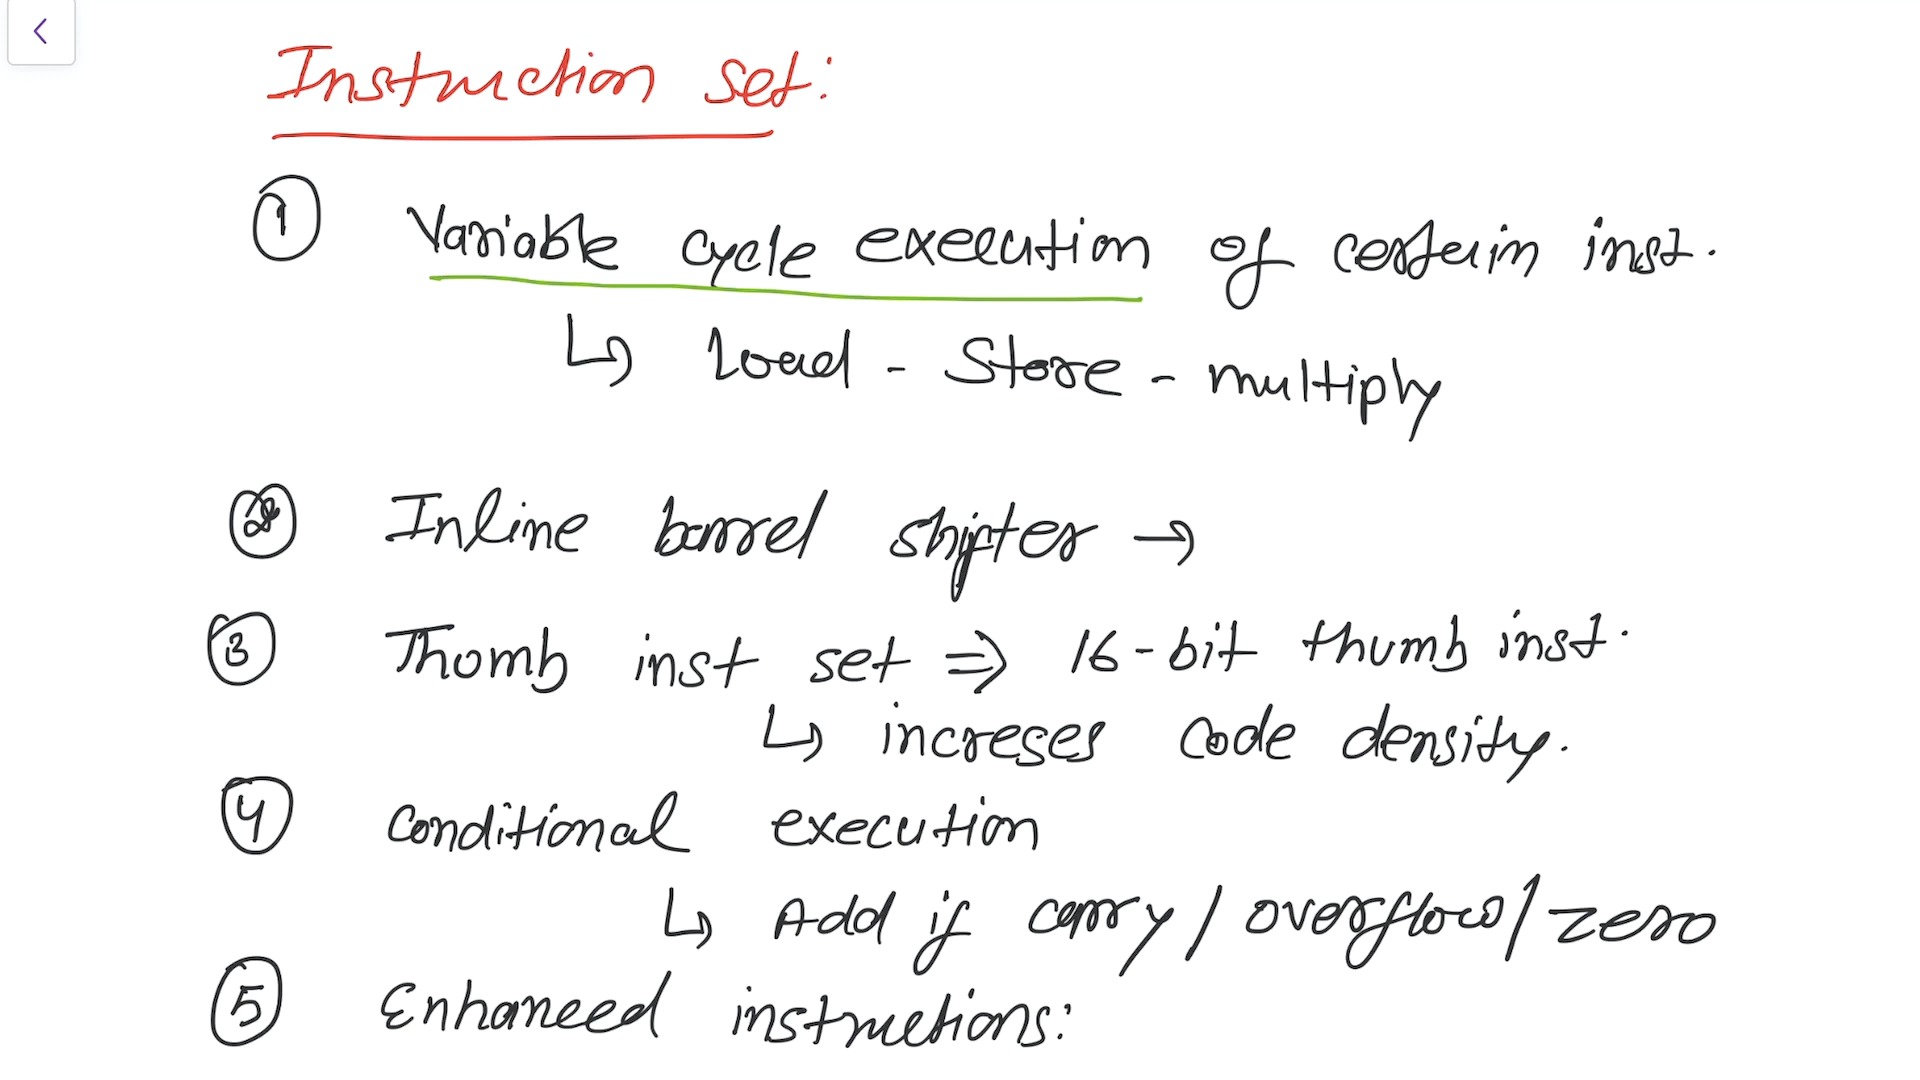 Instruction set:
① Variable cycle execution of certain inst.
↳ Load - Store - multiply
② Inline barrel shifter →
③ Thomb inst set ⇒ 16-bit thumb inst.
↳ increses code density.
④ Conditional execution
↳ Add if carry / overflow / zero
⑤ Enhanced instructions: